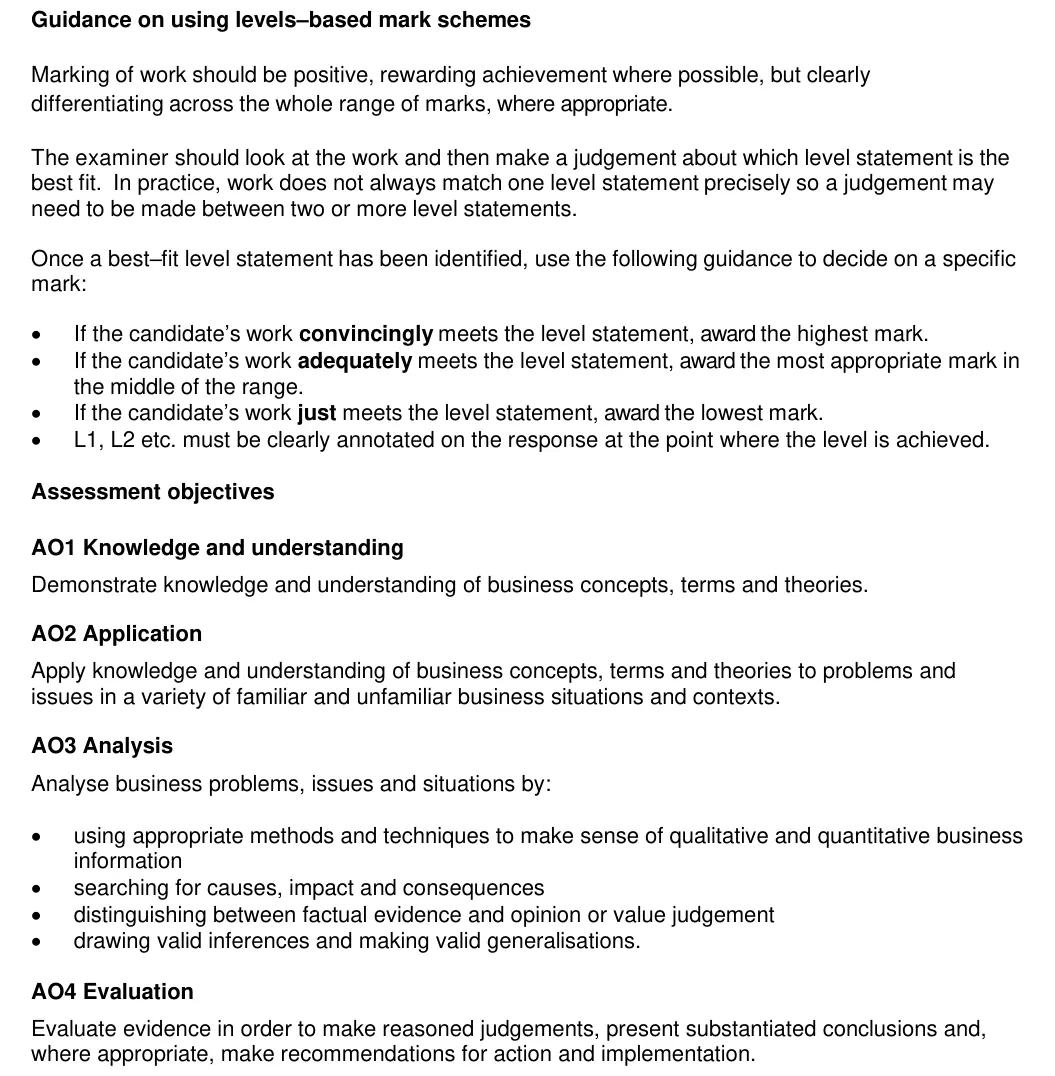 Guidance on using levels–based mark schemes
Marking of work should be positive, rewarding achievement where possible, but clearly
differentiating across the whole range of marks, where appropriate.
The examiner should look at the work and then make a judgement about which level statement is the
best fit.  In practice, work does not always match one level statement precisely so a judgement may
need to be made between two or more level statements.
Once a best–fit level statement has been identified, use the following guidance to decide on a specific
mark:
• If the candidate's work convincingly meets the level statement, award the highest mark.
• If the candidate's work adequately meets the level statement, award the most appropriate mark in
the middle of the range.
• If the candidate's work just meets the level statement, award the lowest mark.
• L1, L2 etc. must be clearly annotated on the response at the point where the level is achieved.
Assessment objectives
AO1 Knowledge and understanding
Demonstrate knowledge and understanding of business concepts, terms and theories.
AO2 Application
Apply knowledge and understanding of business concepts, terms and theories to problems and
issues in a variety of familiar and unfamiliar business situations and contexts.
AO3 Analysis
Analyse business problems, issues and situations by:
• using appropriate methods and techniques to make sense of qualitative and quantitative business
information
• searching for causes, impact and consequences
• distinguishing between factual evidence and opinion or value judgement
• drawing valid inferences and making valid generalisations.
AO4 Evaluation
Evaluate evidence in order to make reasoned judgements, present substantiated conclusions and,
where appropriate, make recommendations for action and implementation.